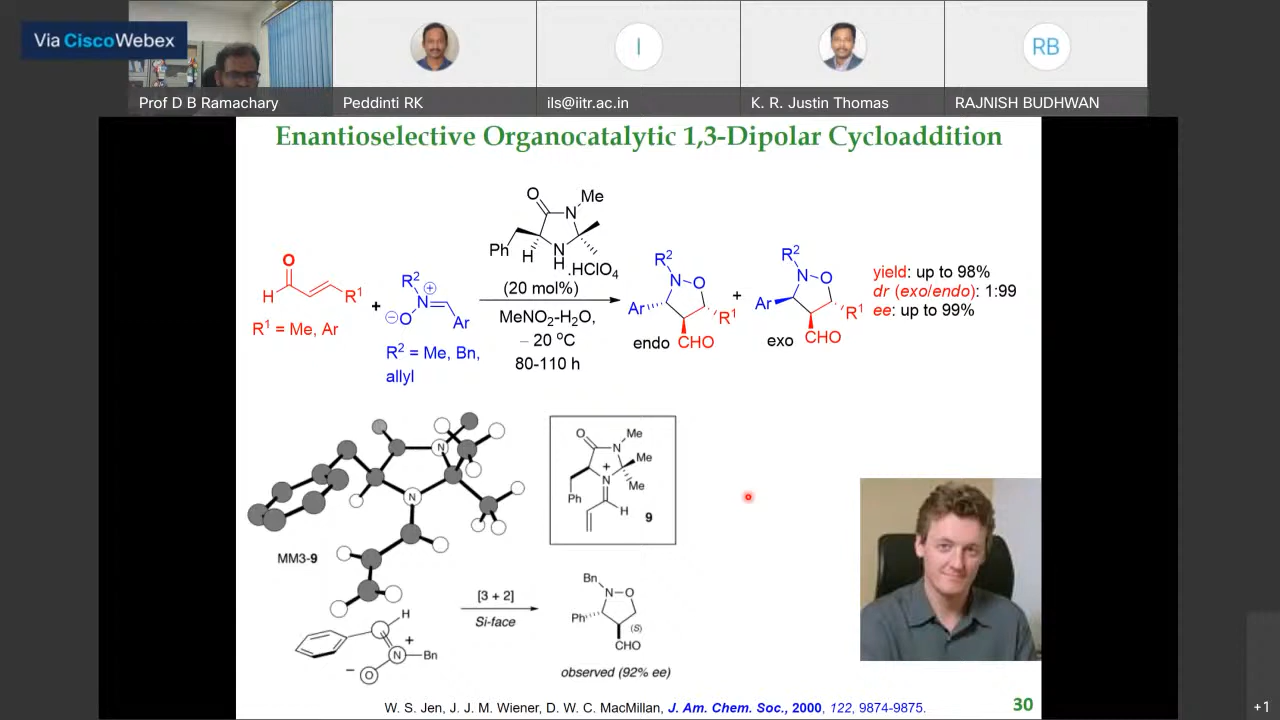 Via Cisco Webex
Prof D B Ramachary
Peddinti RK
I
ils@iitr.ac.in
K. R. Justin Thomas
RB
RAJNISH BUDHWAN
Enantioselective Organocatalytic 1,3-Dipolar Cycloaddition
O
Me
N
Ph
H
N
H
.HClO4
(20 mol%)
MeNO2-H2O,
– 20 oC
80-110 h
O
H
R1
R1 = Me, Ar
+
R2
N
+
O
−
Ar
R2 = Me, Bn,
allyl
R2
N
O
Ar
R1
endo CHO
+
R2
N
O
Ar
R1
exo CHO
yield: up to 98%
dr (exo/endo): 1:99
ee: up to 99%
N
N
MM3-9
O
N
Me
Me
+
N
Me
Ph
H
9
H
+
N
Bn
−
O
[3 + 2]
Si-face
Bn
N
O
Ph
(S)
CHO
observed (92% ee)
W. S. Jen, J. J. M. Wiener, D. W. C. MacMillan, J. Am. Chem. Soc., 2000, 122, 9874-9875.
30
+1